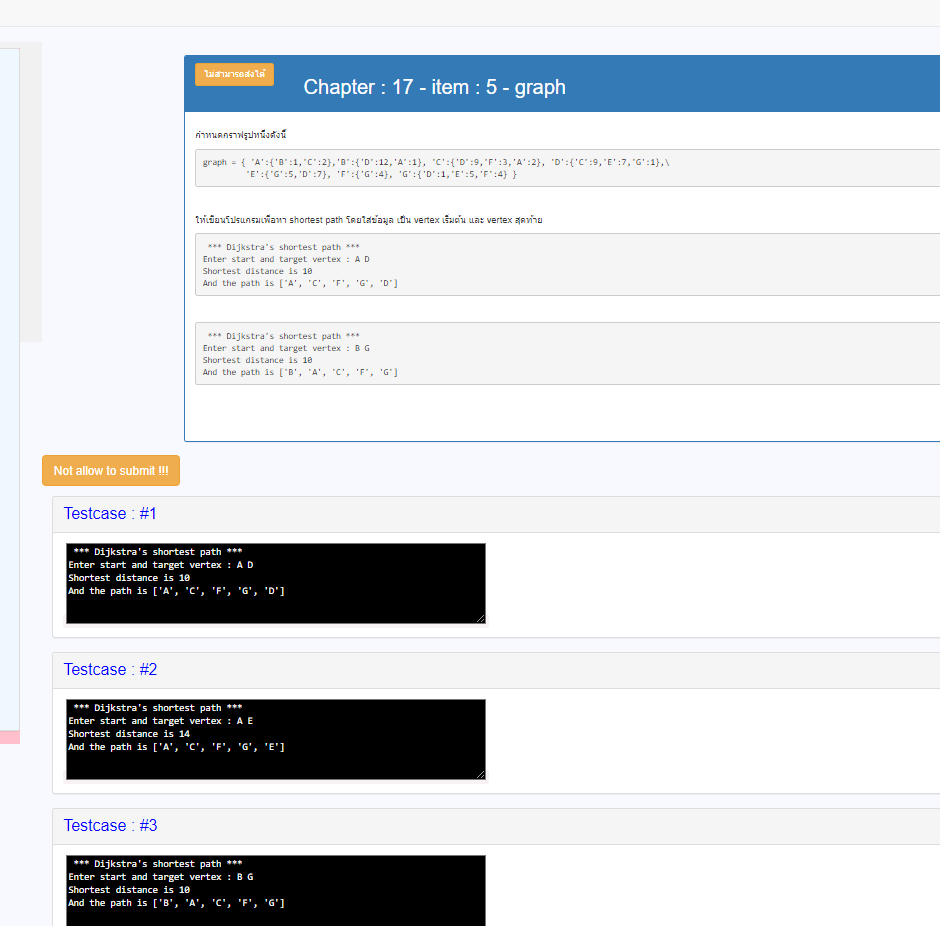 ไม่สามารถส่งได้
Chapter : 17 - item : 5 - graph
กำหนดกราฟรูปหนึ่งดังนี้
graph = { 'A':{'B':1,'C':2},'B':{'D':12,'A':1}, 'C':{'D':9,'F':3,'A':2}, 'D':{'C':9,'E':7,'G':1},\
'E':{'G':5,'D':7}, 'F':{'G':4}, 'G':{'D':1,'E':5,'F':4} }
ให้เขียนโปรแกรมเพื่อหา shortest path โดยใส่ข้อมูล เป็น vertex เริ่มต้น และ vertex สุดท้าย
*** Dijkstra's shortest path ***
Enter start and target vertex : A D
Shortest distance is 10
And the path is ['A', 'C', 'F', 'G', 'D']
*** Dijkstra's shortest path ***
Enter start and target vertex : B G
Shortest distance is 10
And the path is ['B', 'A', 'C', 'F', 'G']
Not allow to submit !!!
Testcase : #1
*** Dijkstra's shortest path ***
Enter start and target vertex : A D
Shortest distance is 10
And the path is ['A', 'C', 'F', 'G', 'D']
Testcase : #2
*** Dijkstra's shortest path ***
Enter start and target vertex : A E
Shortest distance is 14
And the path is ['A', 'C', 'F', 'G', 'E']
Testcase : #3
*** Dijkstra's shortest path ***
Enter start and target vertex : B G
Shortest distance is 10
And the path is ['B', 'A', 'C', 'F', 'G']